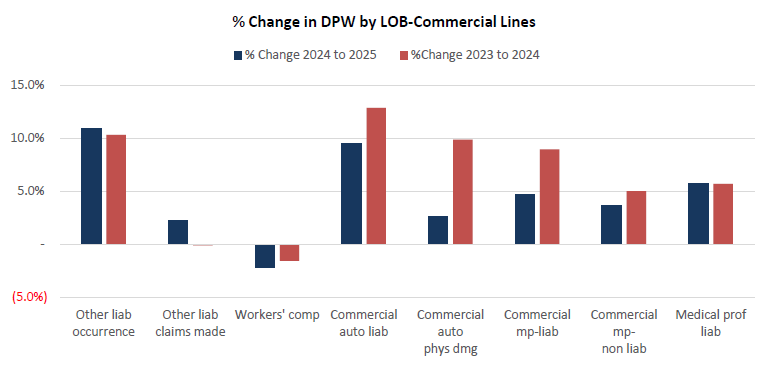 % Change in DPW by LOB-Commercial Lines
% Change 2024 to 2025 %Change 2023 to 2024
15.0%
10.0%
5.0%
-
(5.0%)
Other liab
occurrence
Other liab
claims made
Workers' comp
Commercial
auto liab
Commercial
auto
phys dmg
Commercial
mp-liab
Commercial
mp-
non liab
Medical prof
liab